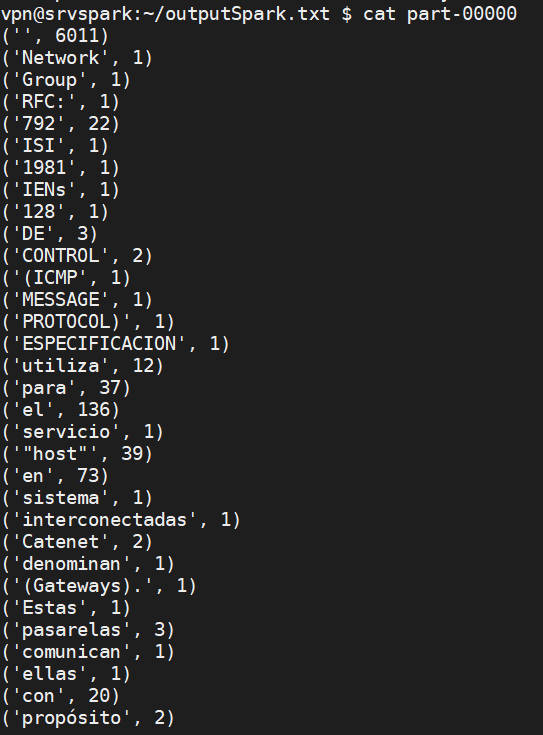 vpn@srvspark:~/outputSpark.txt $ cat part-00000
('', 6011)
('Network', 1)
('Group', 1)
('RFC:', 1)
('792', 22)
('ISI', 1)
('1981', 1)
('IENs', 1)
('128', 1)
('DE', 3)
('CONTROL', 2)
('(ICMP', 1)
('MESSAGE', 1)
('PROTOCOL)', 1)
('ESPECIFICACION', 1)
('utiliza', 12)
('para', 37)
('el', 136)
('servicio', 1)
('"host"', 39)
('en', 73)
('sistema', 1)
('interconectadas', 1)
('Catenet', 2)
('denominan', 1)
('(Gateways).', 1)
('Estas', 1)
('pasarelas', 3)
('comunican', 1)
('ellas', 1)
('con', 20)
('propósito', 2)